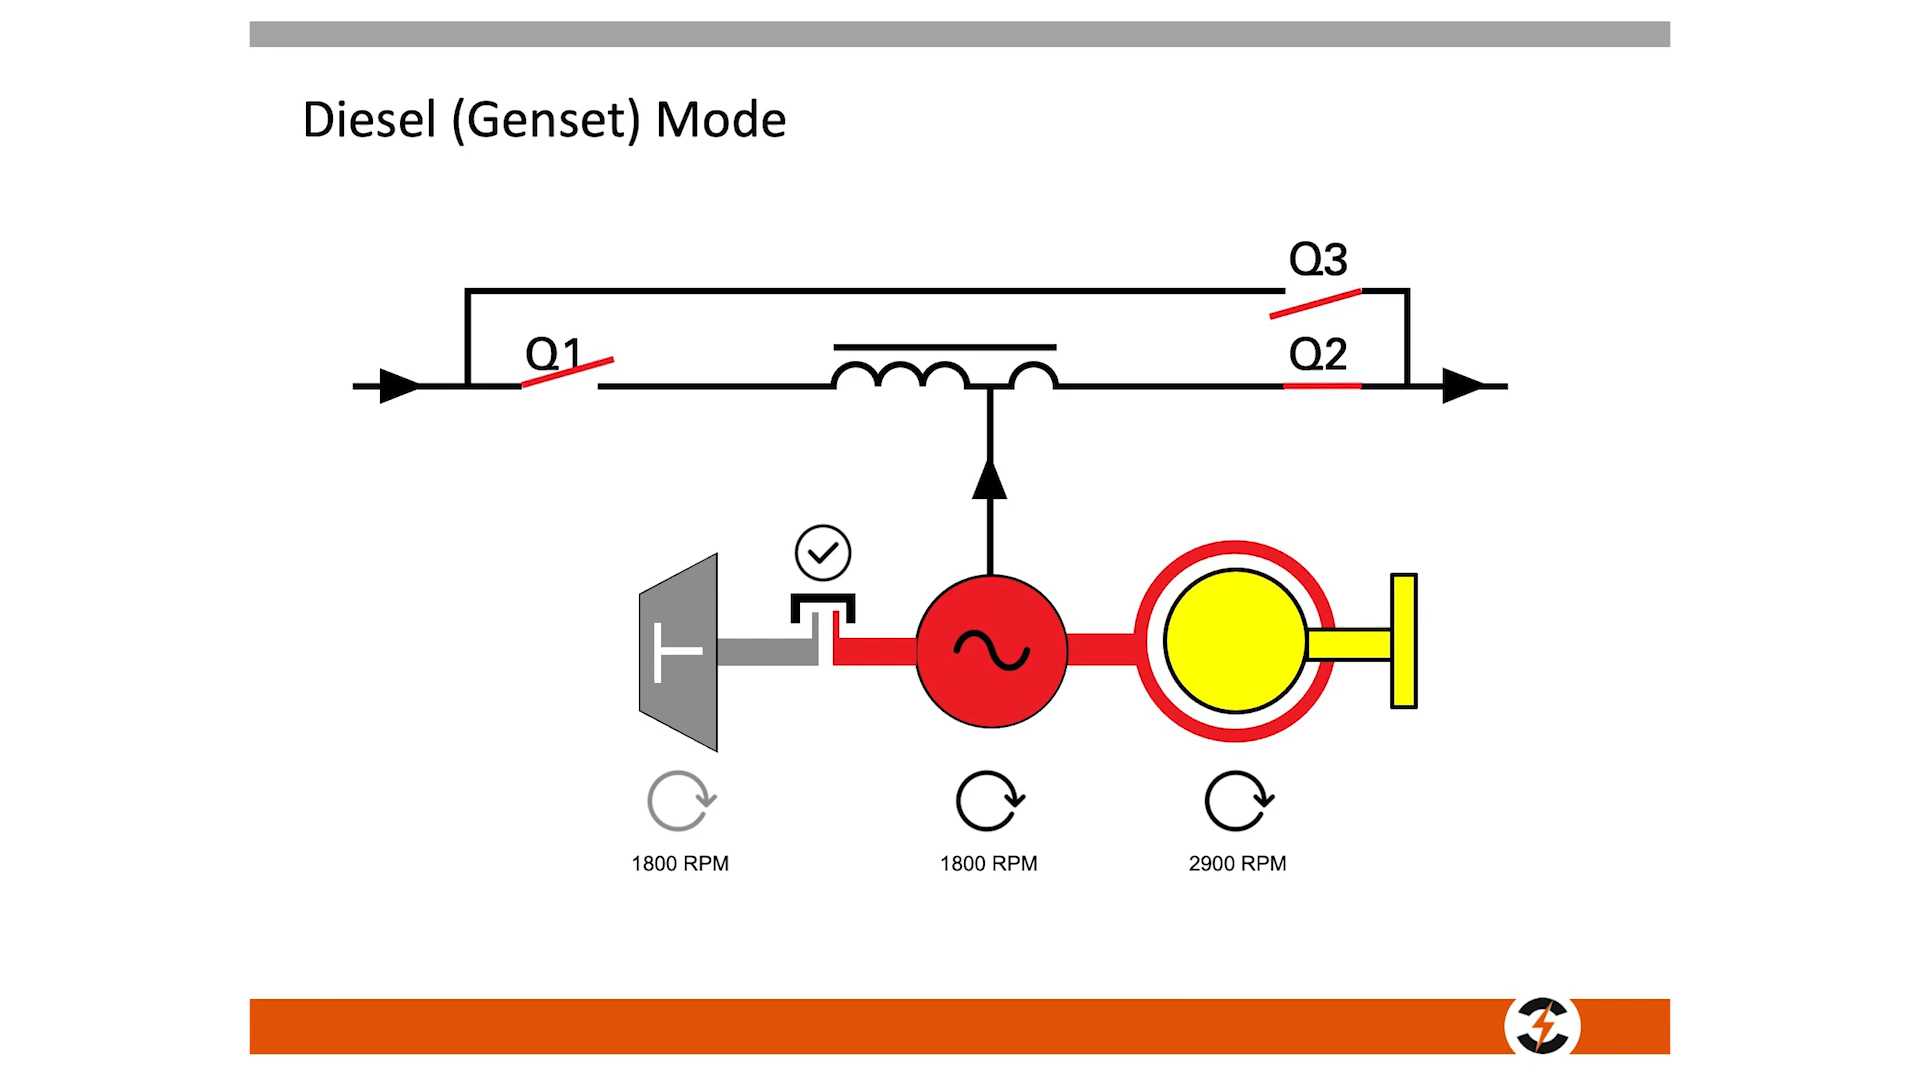 Diesel (Genset) Mode
Q3
Q1
Q2
T
1800 RPM
1800 RPM
2900 RPM